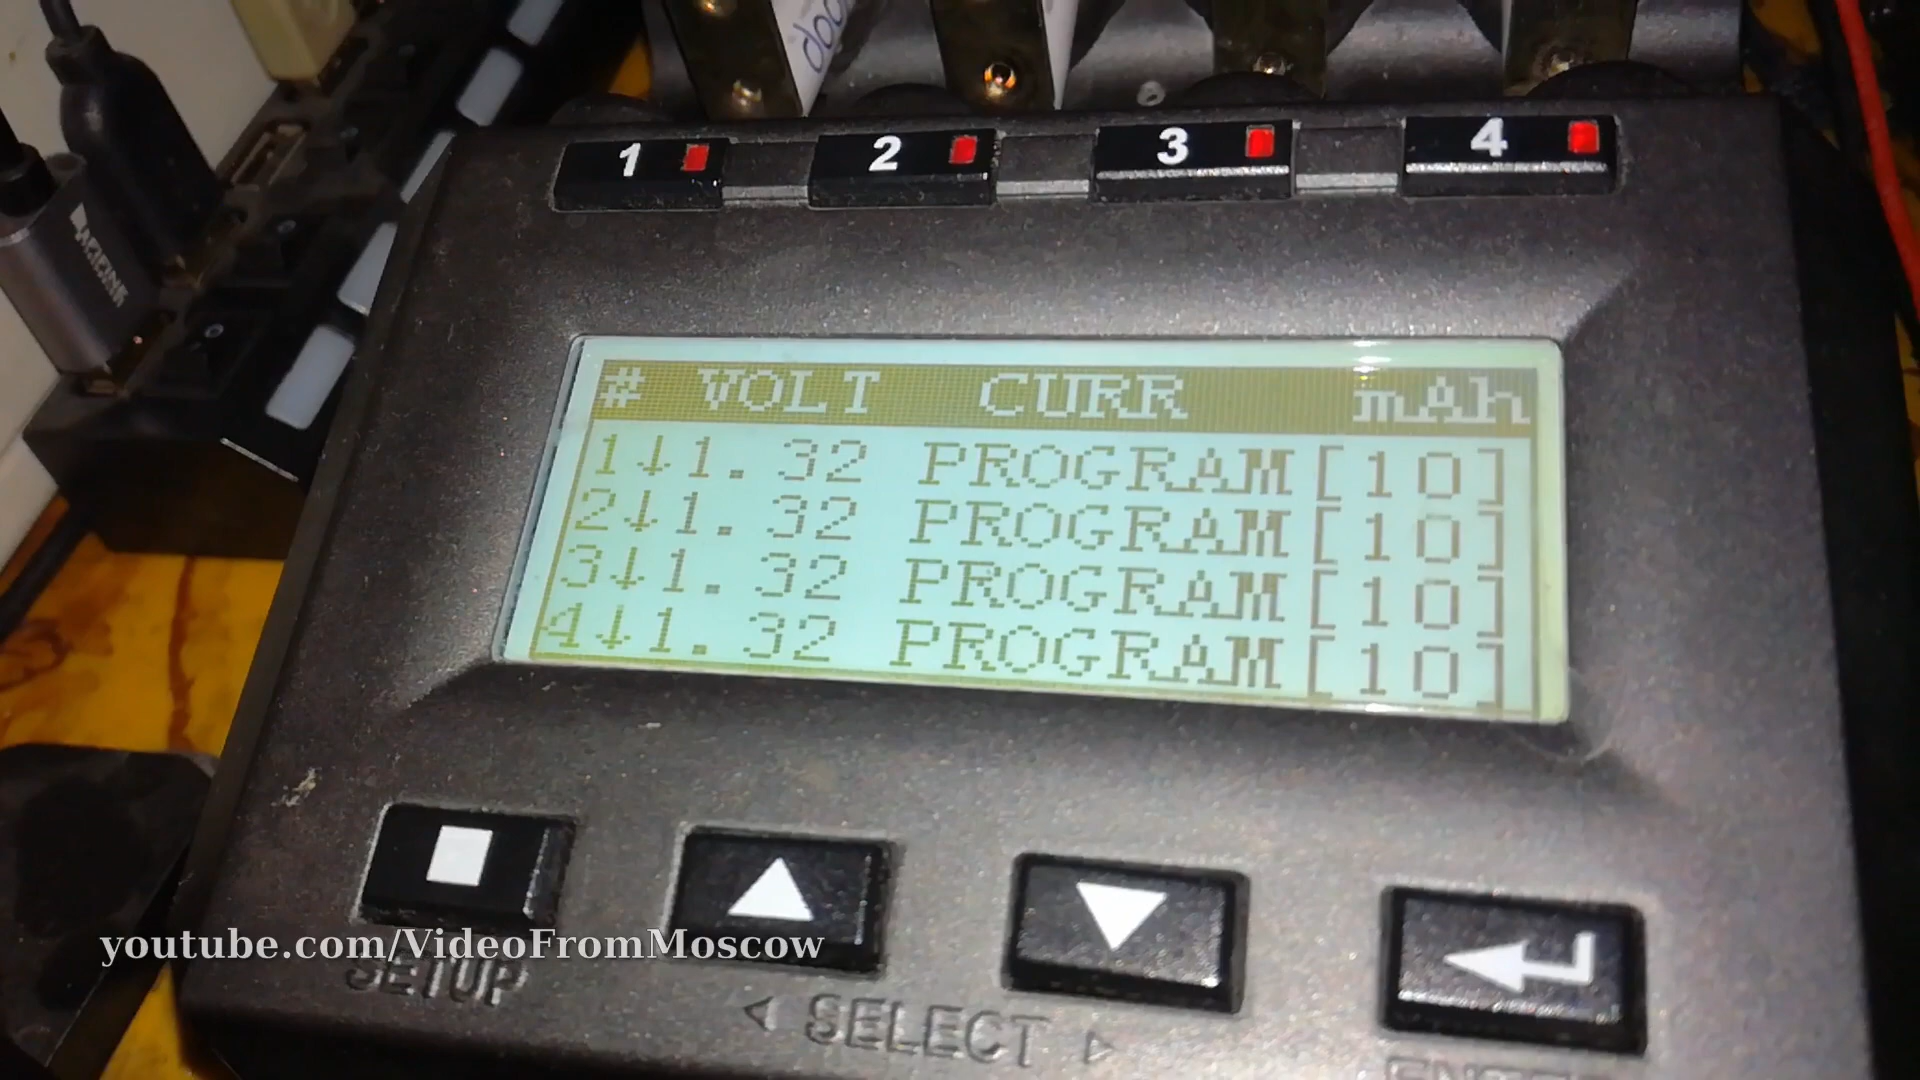 1 2 3 4
# VOLT CURR mAh
1↓1.32 PROGRAM[10]
2↓1.32 PROGRAM[10]
3↓1.32 PROGRAM[10]
4↓1.32 PROGRAM[10]
youtube.com/VideoFromMoscow
SETUP
◁ SELECT ▷